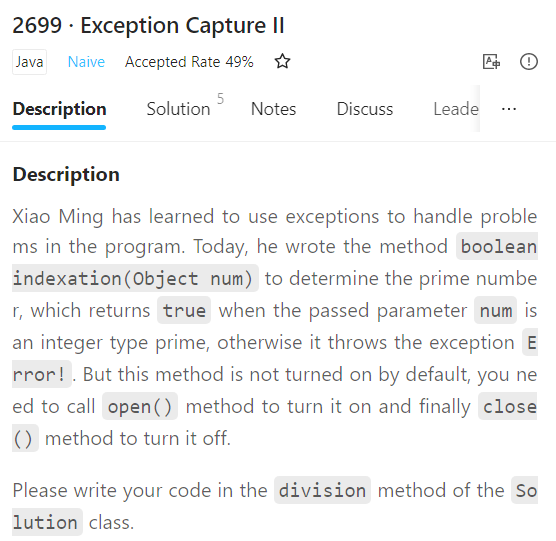 2699 · Exception Capture II
Java Naive Accepted Rate 49%
Description Solution 5 Notes Discuss Leade ...
Description
Xiao Ming has learned to use exceptions to handle proble
ms in the program. Today, he wrote the method boolean
indexation(Object num) to determine the prime numbe
r, which returns true when the passed parameter num is
an integer type prime, otherwise it throws the exception E
rror!. But this method is not turned on by default, you ne
ed to call open() method to turn it on and finally close
() method to turn it off.
Please write your code in the division method of the So
lution class.